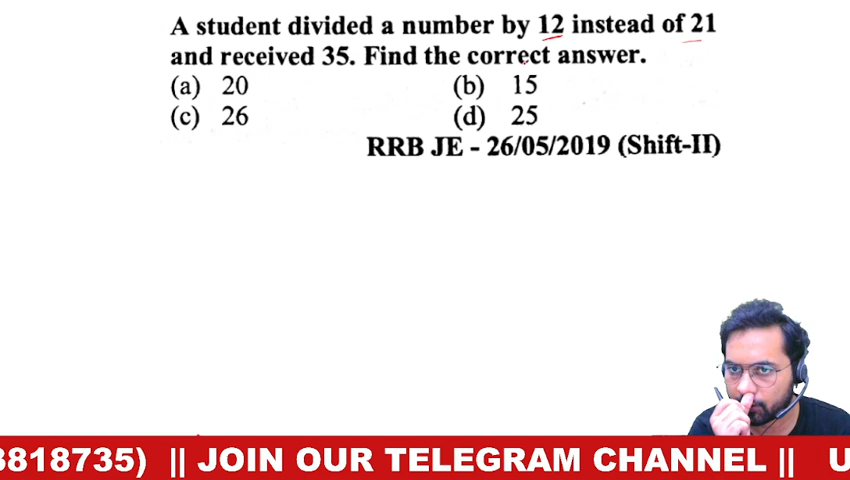 A student divided a number by 12 instead of 21
and received 35. Find the correct answer.
(a) 20 (b) 15
(c) 26 (d) 25
RRB JE - 26/05/2019 (Shift-II)
3818735) || JOIN OUR TELEGRAM CHANNEL || U